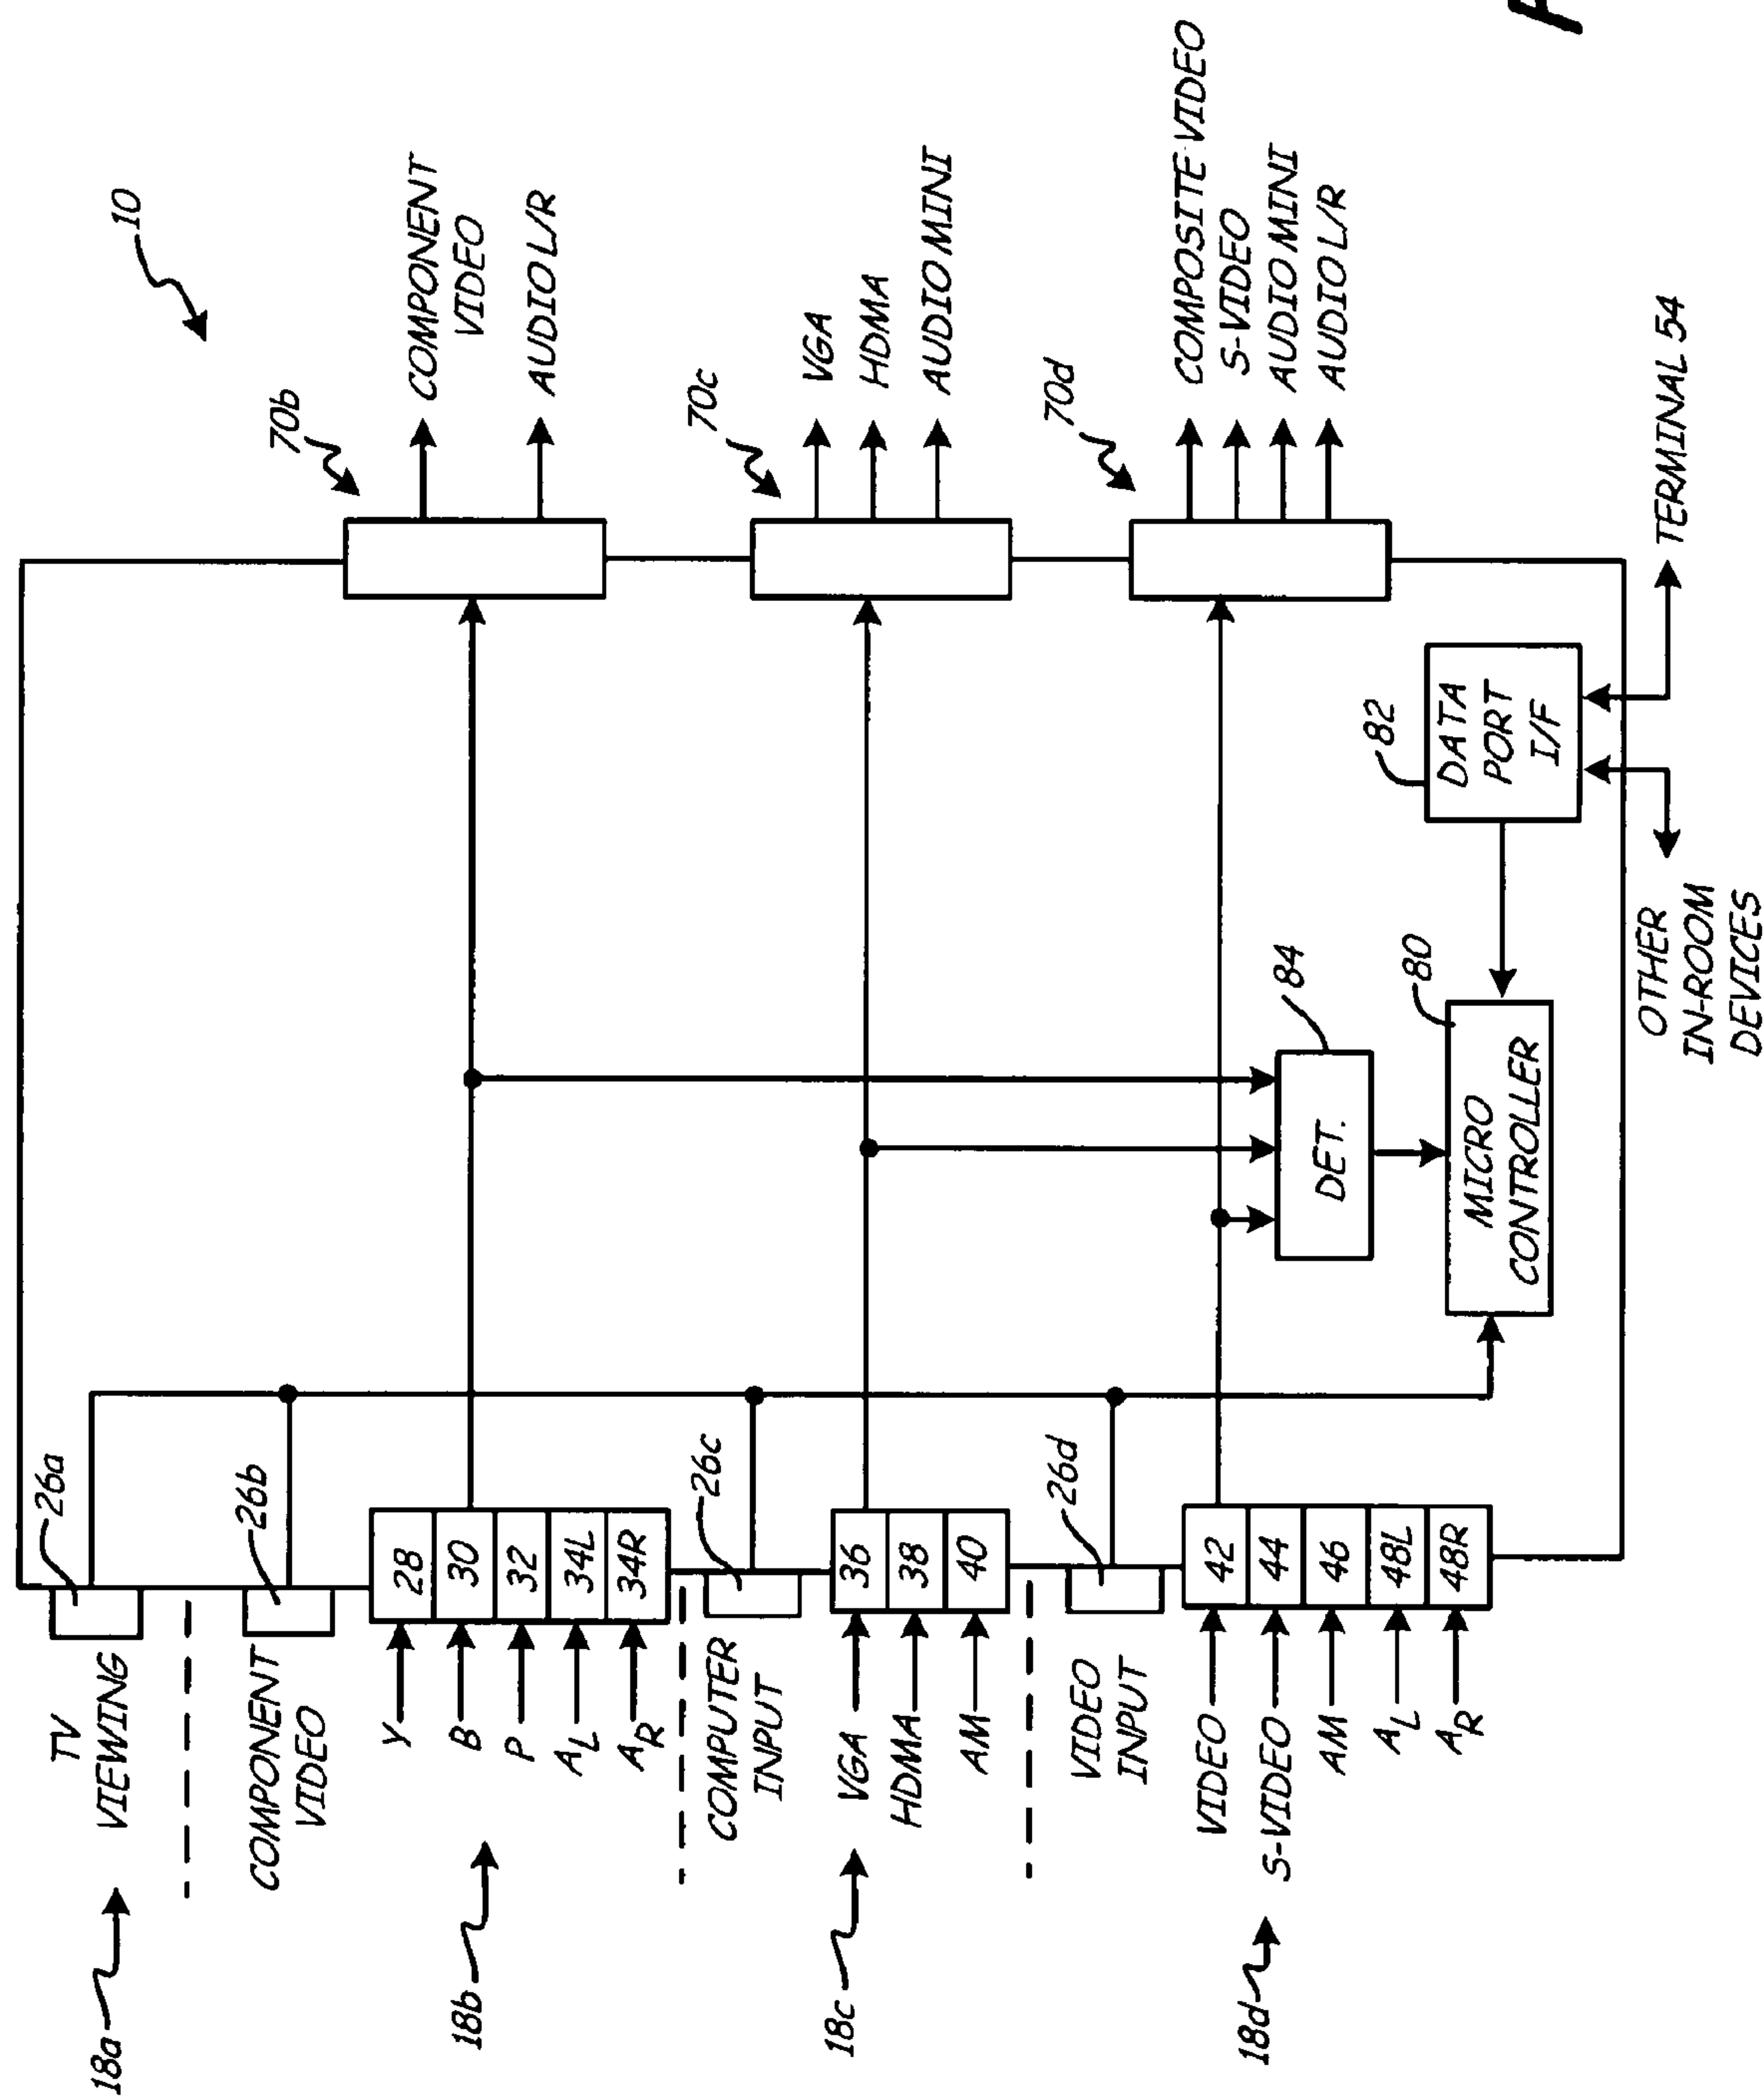 10
18a
TV
VIEWING
26a
COMPONENT
VIDEO
26b
18b
Y
B
P
AL
AR
28
30
32
34L
34R
70b
COMPONENT
VIDEO
AUDIO L/R
COMPUTER
INPUT
26c
18c
VGA
HDMA
AM
36
38
40
70c
VGA
HDMA
AUDIO MINI
VIDEO
INPUT
26d
18d
VIDEO
S-VIDEO
AM
AL
AR
42
44
46
48L
48R
70d
COMPOSITE VIDEO
S-VIDEO
AUDIO MINI
AUDIO L/R
84
DET.
80
MICRO
CONTROLLER
82
DATA
PORT
I/F
OTHER
IN-ROOM
DEVICES
TERMINAL 54